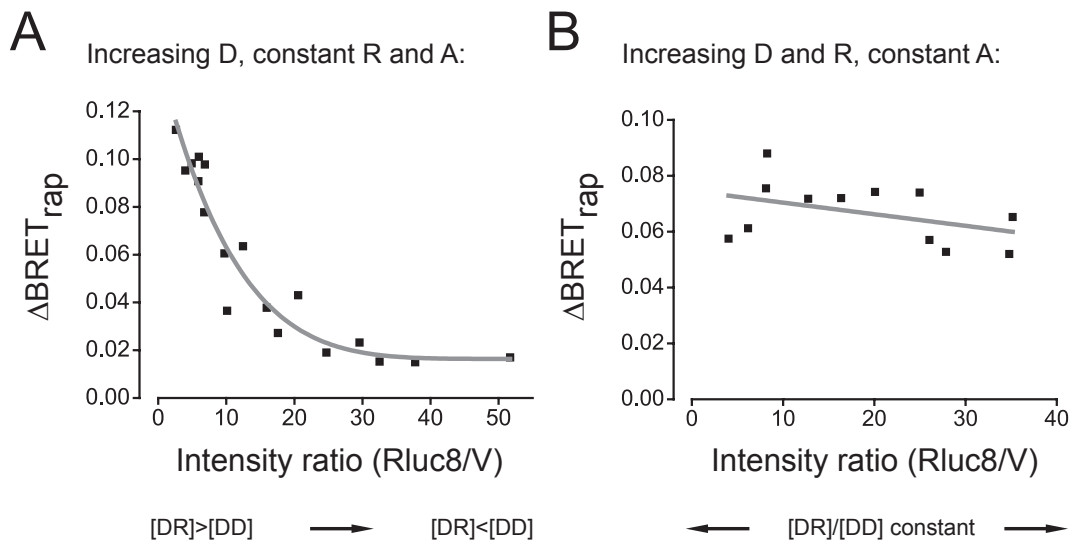 A
Increasing D, constant R and A:
ΔBRETrap
0.12
0.10
0.08
0.06
0.04
0.02
0.00
0 10 20 30 40 50
Intensity ratio (Rluc8/V)
[DR]>[DD] [DR]<[DD]
B
Increasing D and R, constant A:
ΔBRETrap
0.10
0.08
0.06
0.04
0.02
0.00
0 10 20 30 40
Intensity ratio (Rluc8/V)
[DR]/[DD] constant